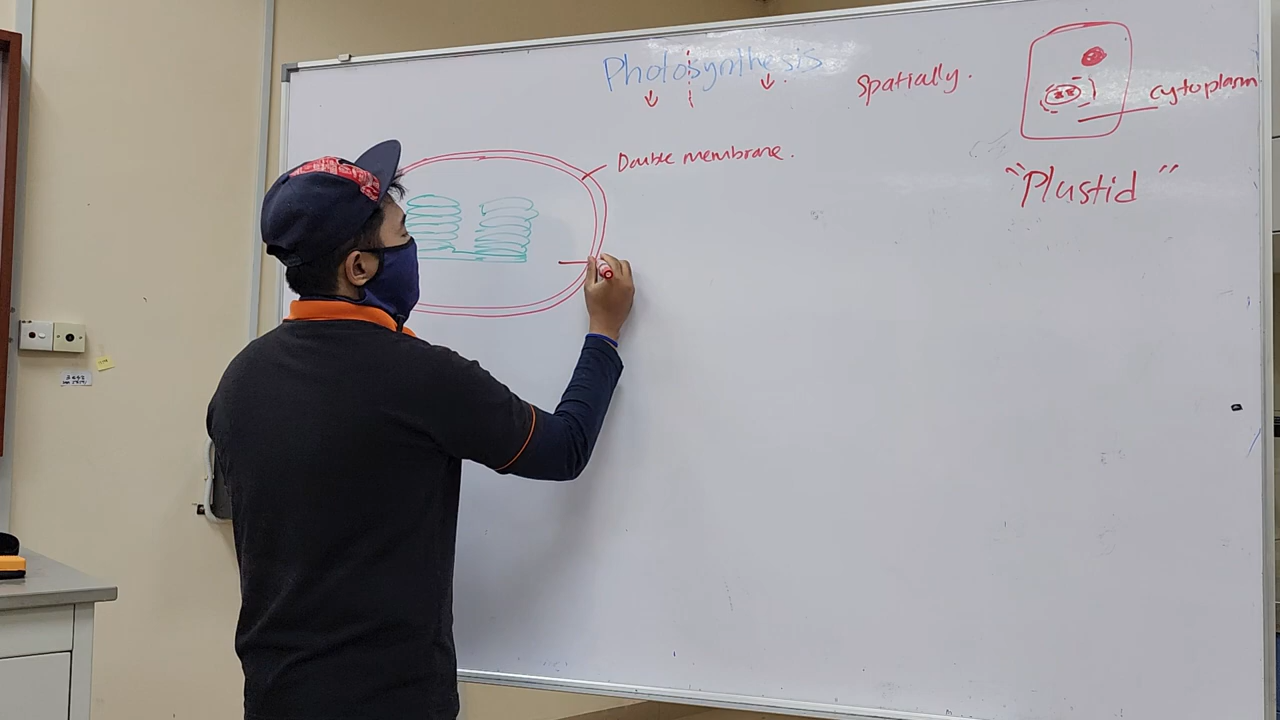 Photosynthesis
Spatially.
cytoplasm
Double membrane.
"Plastid"